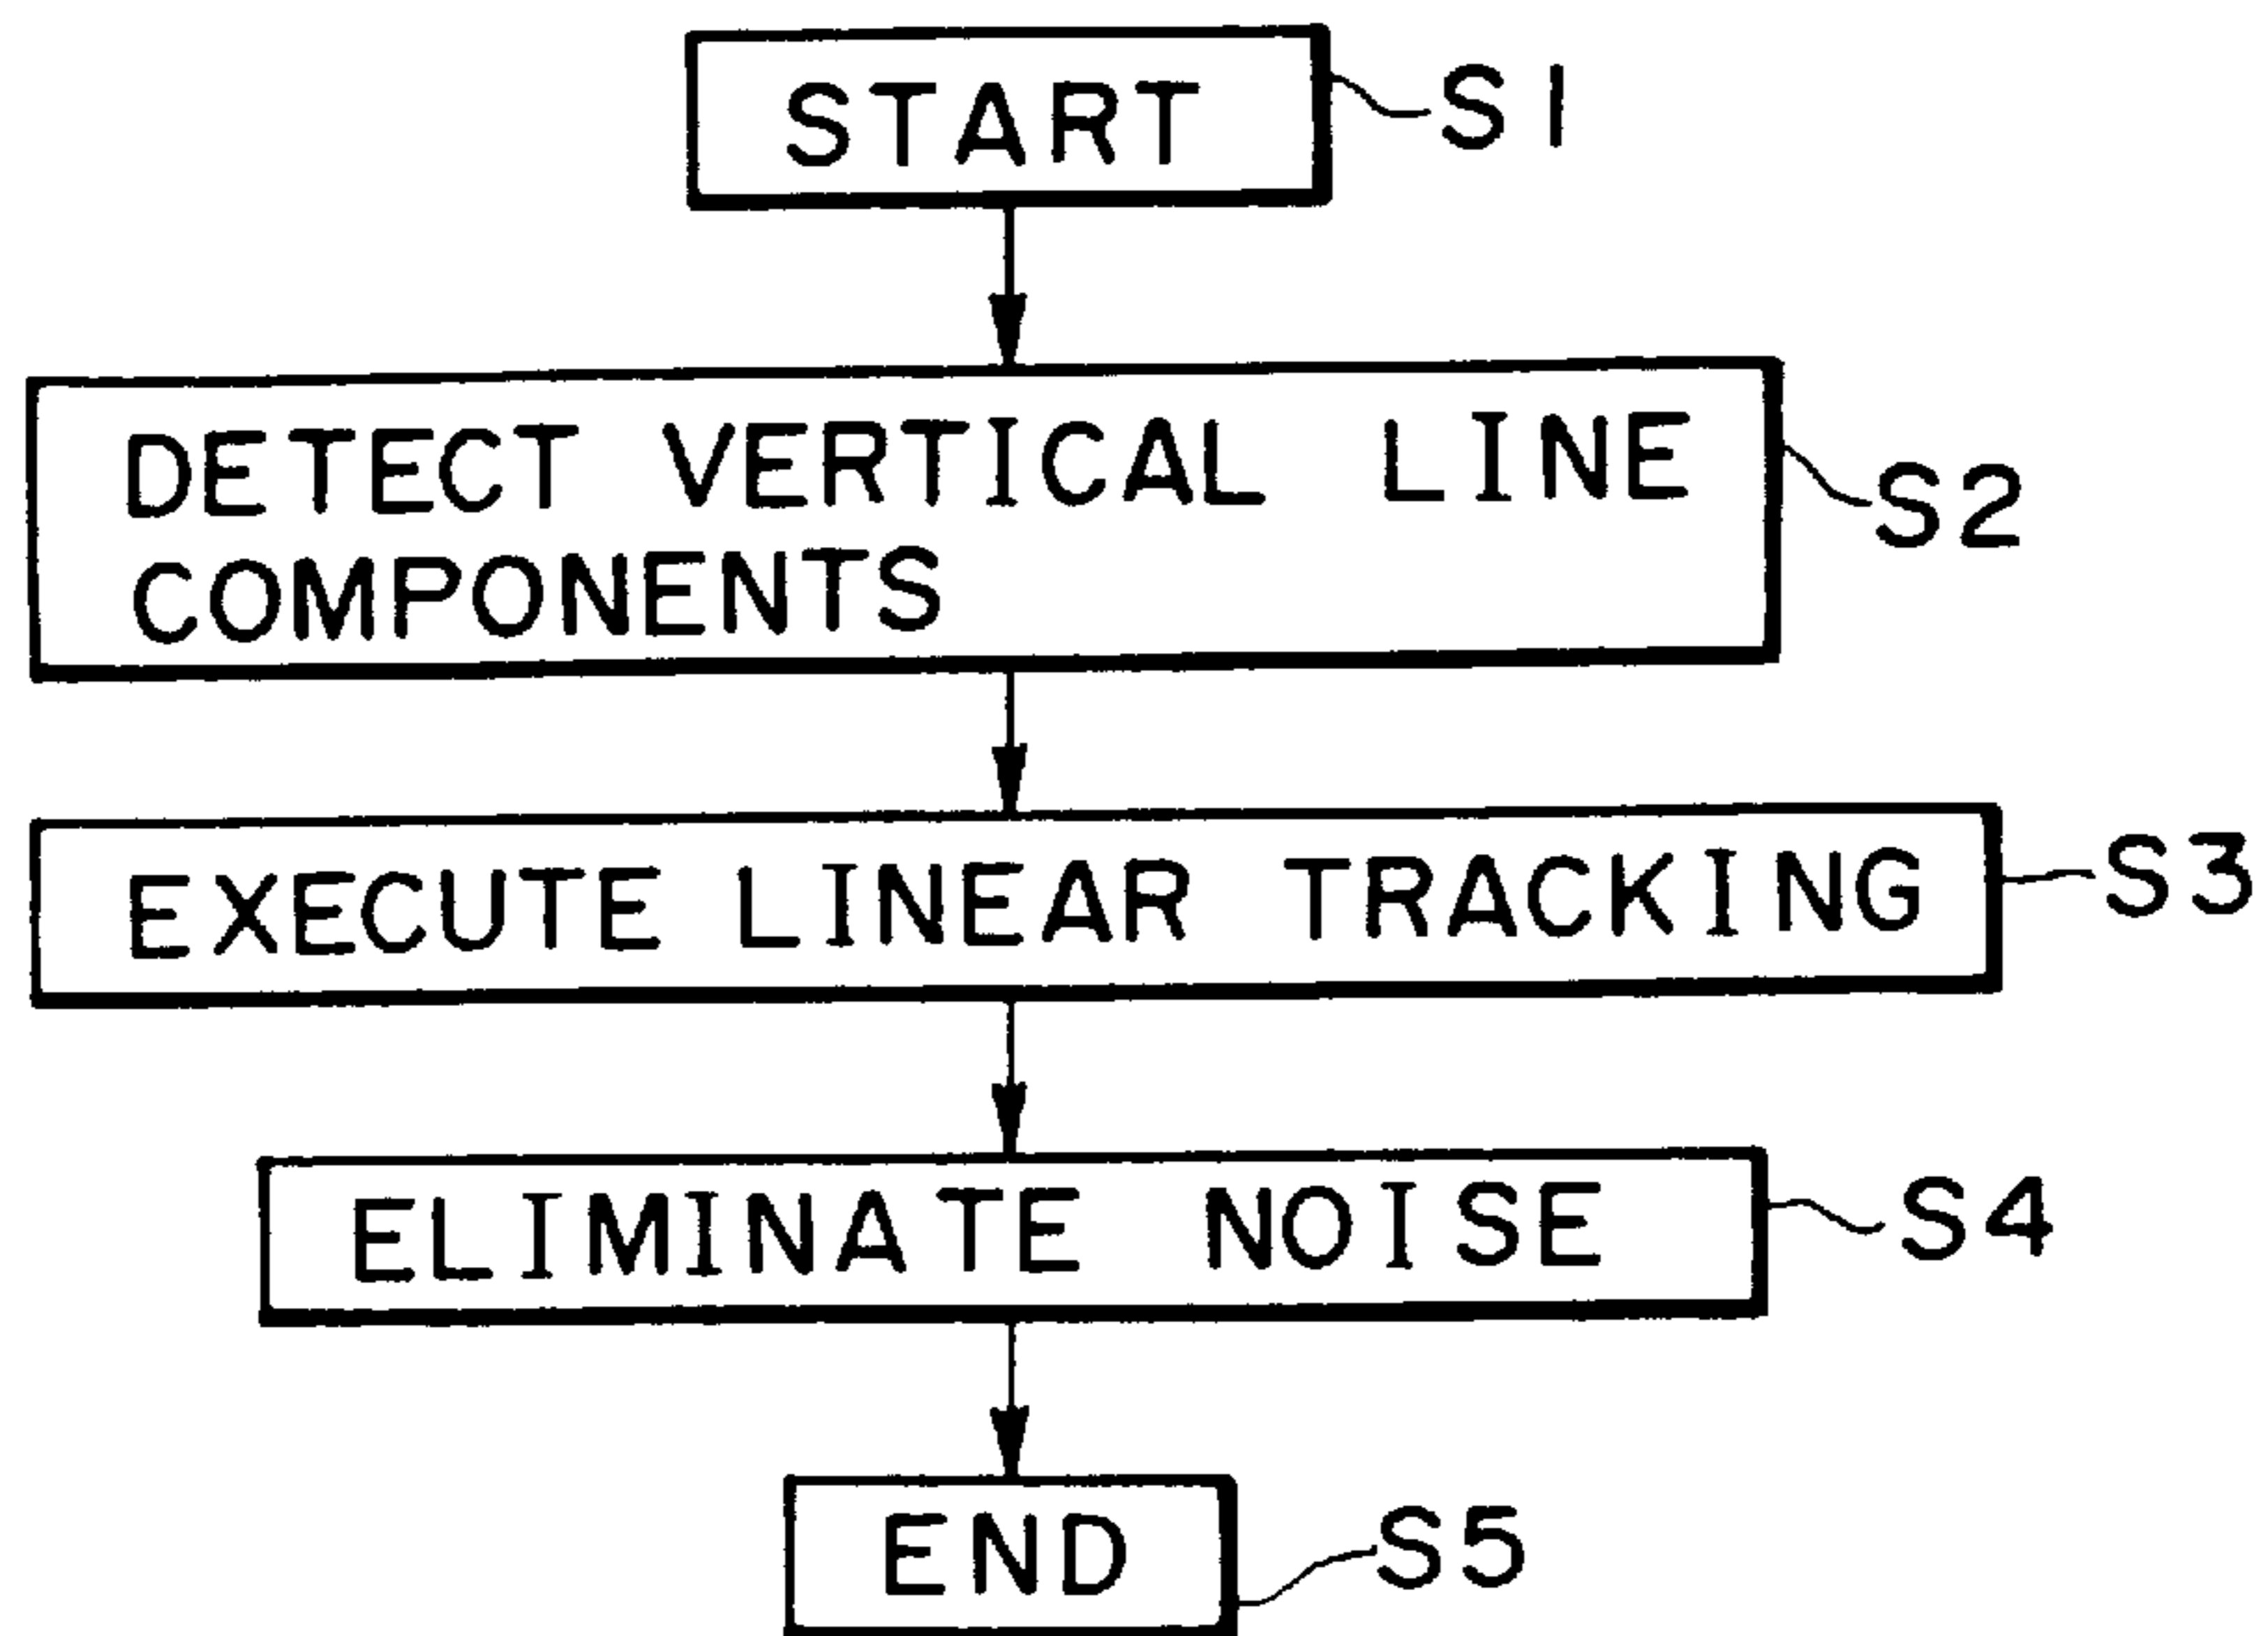 START S1
DETECT VERTICAL LINE
COMPONENTS
S2
EXECUTE LINEAR TRACKING S3
ELIMINATE NOISE S4
END S5